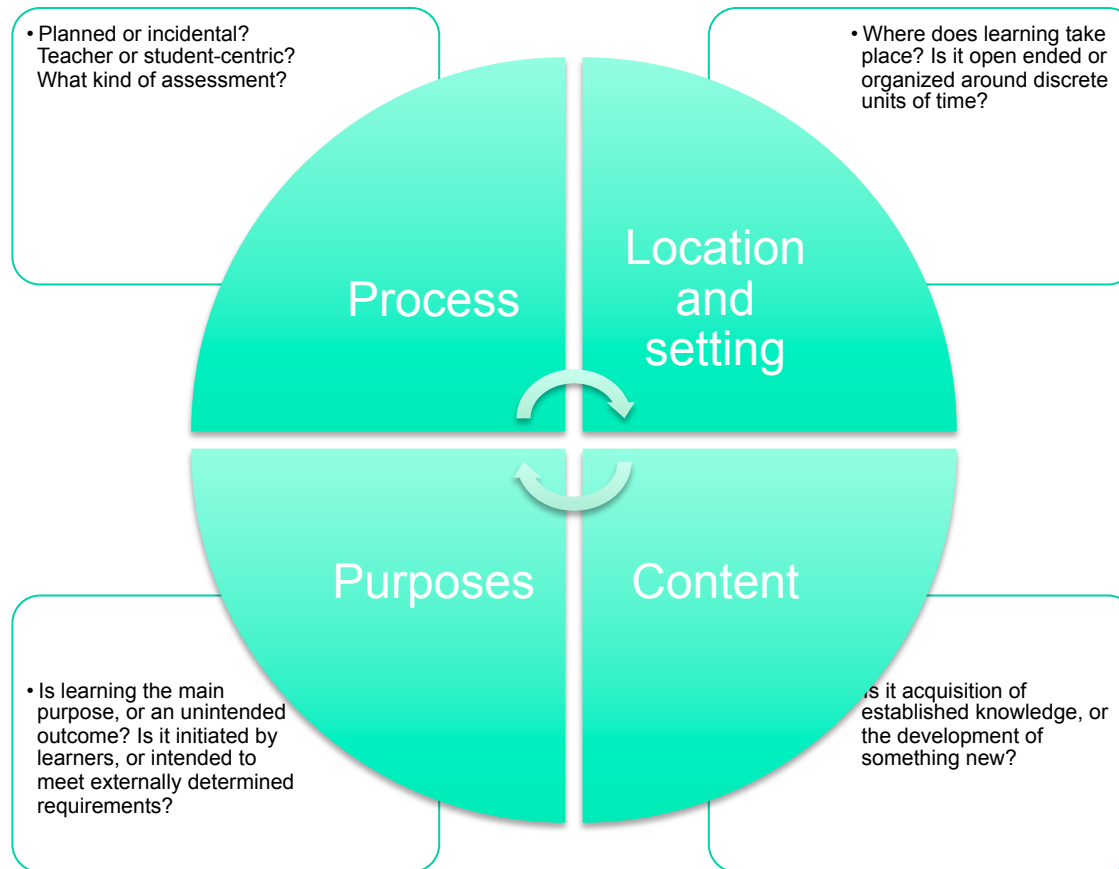 • Planned or incidental?
Teacher or student-centric?
What kind of assessment?
• Where does learning take
place? Is it open ended or
organized around discrete
units of time?
Process
Location
and
setting
Purposes
Content
• Is learning the main
purpose, or an unintended
outcome? Is it initiated by
learners, or intended to
meet externally determined
requirements?
Is it acquisition of
established knowledge, or
the development of
something new?